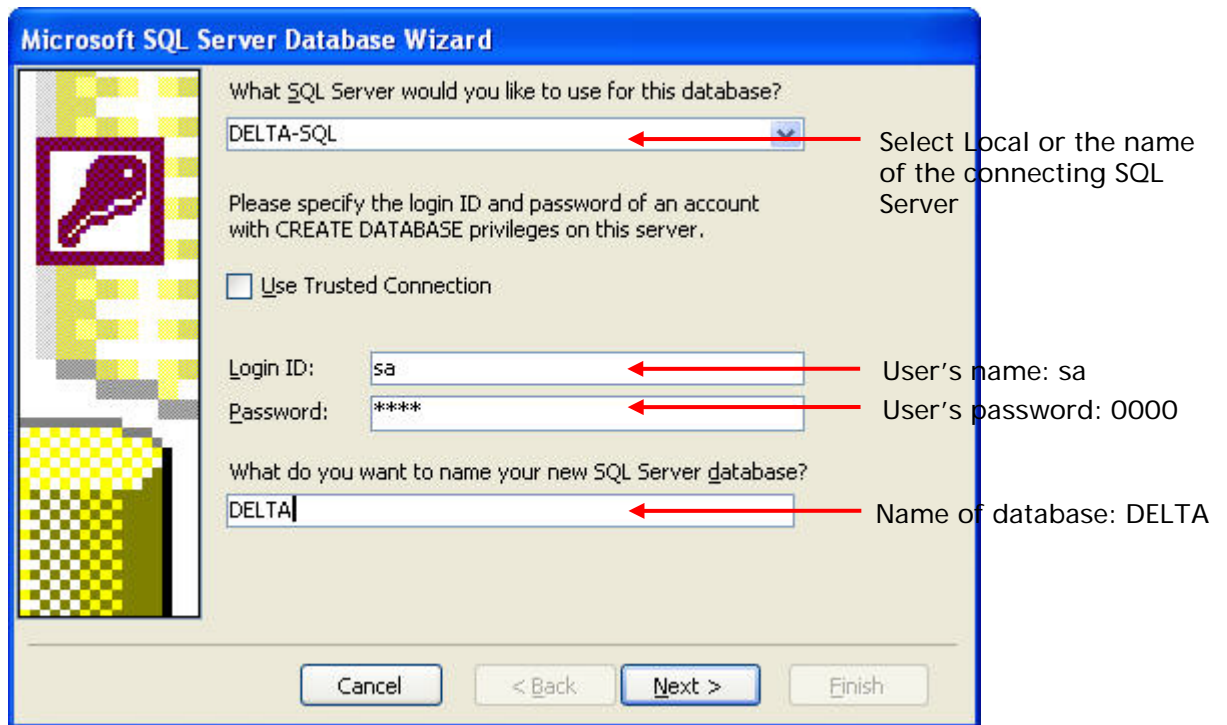 Microsoft SQL Server Database Wizard
What SQL Server would you like to use for this database?
DELTA-SQL
Select Local or the name
of the connecting SQL
Server
Please specify the login ID and password of an account
with CREATE DATABASE privileges on this server.
Use Trusted Connection
Login ID:
sa
User’s name: sa
Password:
****
User’s password: 0000
What do you want to name your new SQL Server database?
DELTA
Name of database: DELTA
Cancel
< Back
Next >
Finish